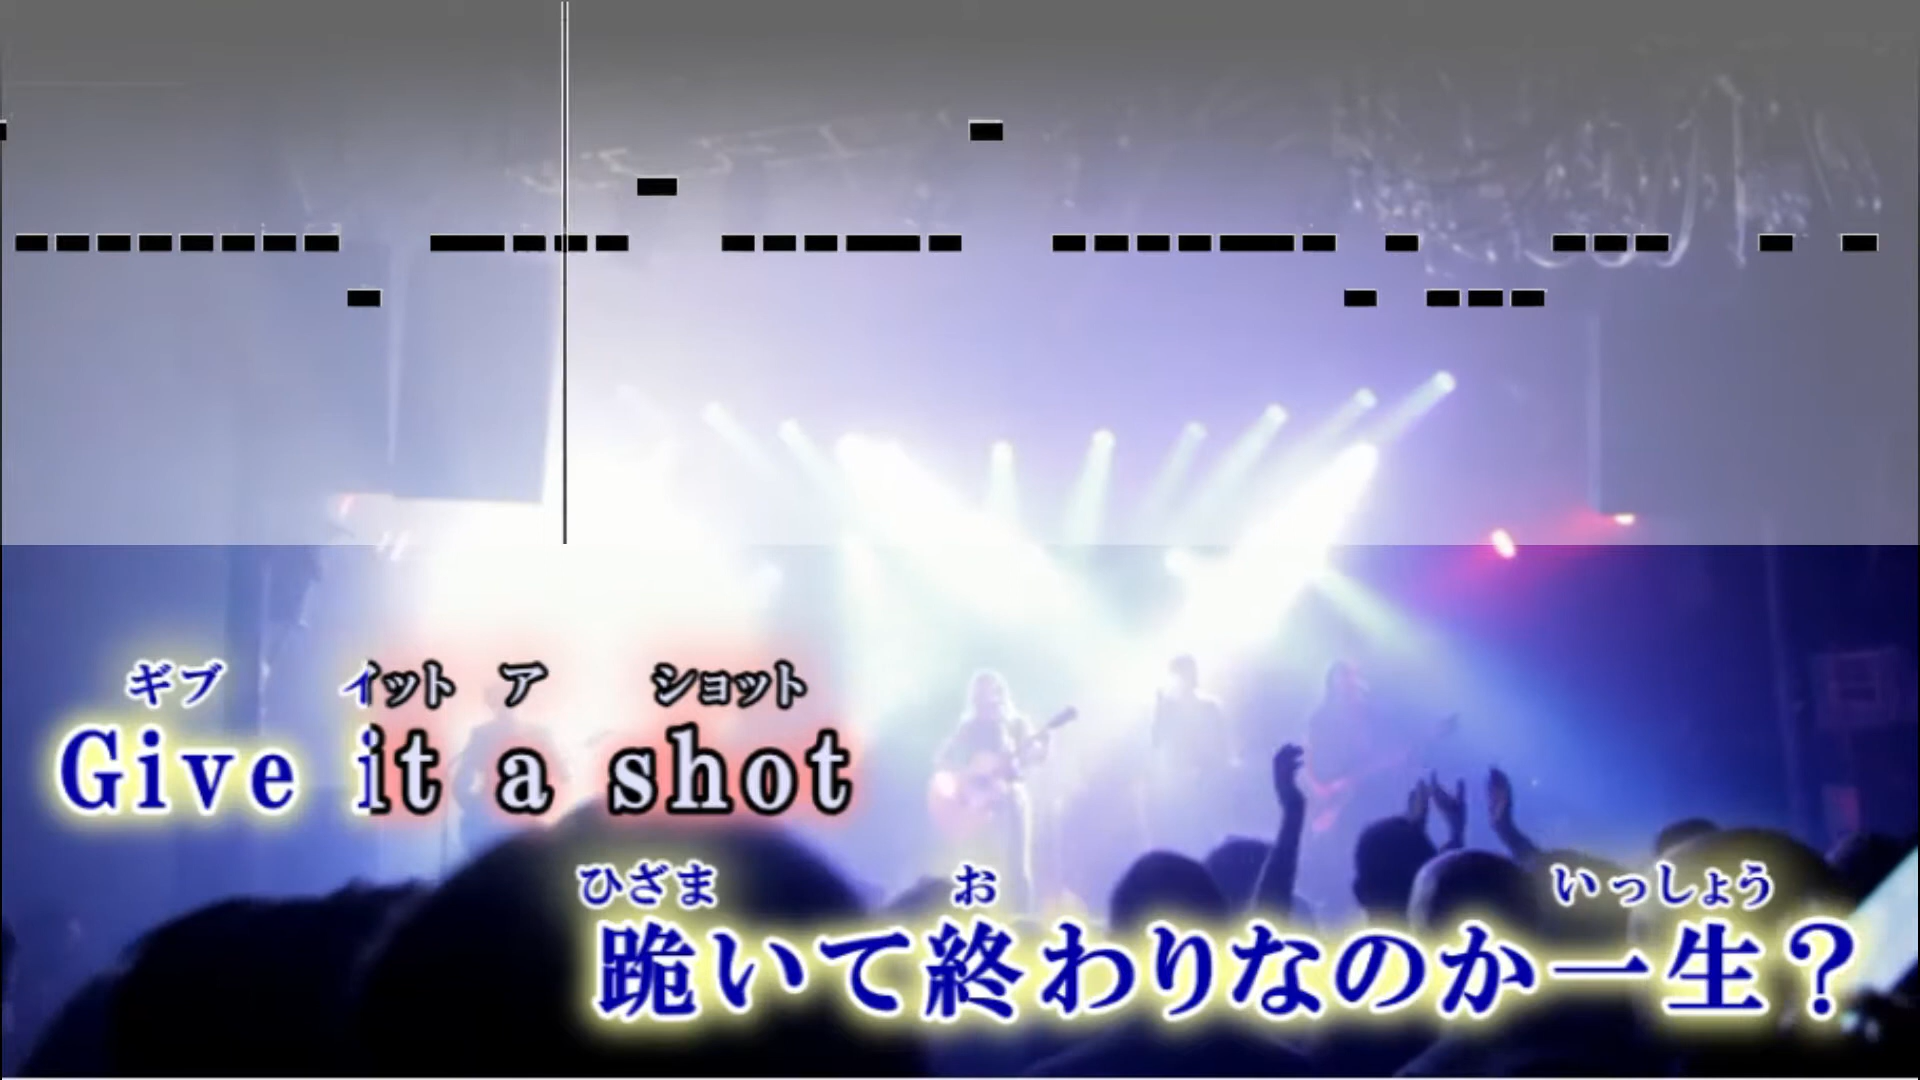 ギブ イット ア ショット
Give it a shot
ひざま お いっしょう
跪いて終わりなのか一生？